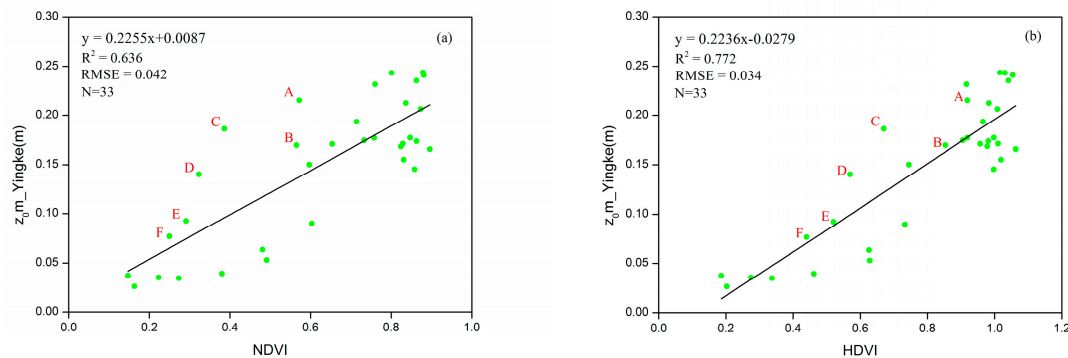 0.30
0.25
0.20
0.15
0.10
0.05
0.00
z₀m_Yingke(m)
y = 0.2255x+0.0087
R² = 0.636
RMSE = 0.042
N=33
(a)
A
C
B
D
E
F
0.0 0.2 0.4 0.6 0.8 1.0
NDVI
0.30
0.25
0.20
0.15
0.10
0.05
0.00
z₀m_Yingke(m)
y = 0.2236x-0.0279
R² = 0.772
RMSE = 0.034
N=33
(b)
A
C
B
D
E
F
0.0 0.2 0.4 0.6 0.8 1.0 1.2
HDVI